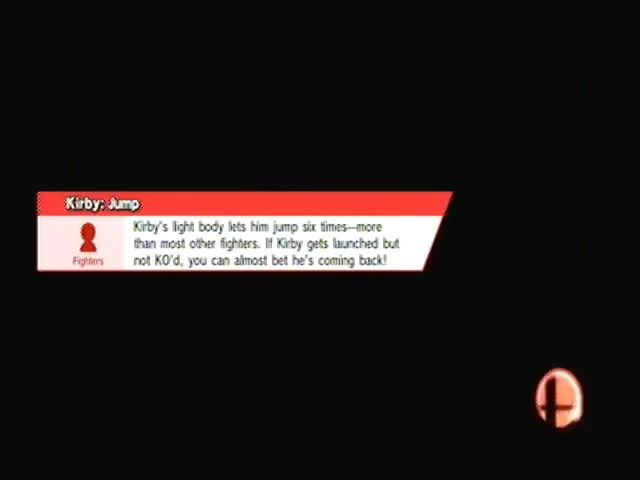 Kirby: Jump
Kirby's light body lets him jump six times—more
than most other fighters. If Kirby gets launched but
not KO'd, you can almost bet he's coming back!
Fighters